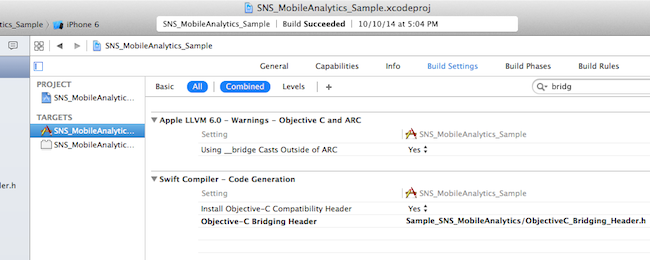 SNS_MobileAnalytics_Sample.xcodeproj
tics_Sample iPhone 6
SNS_MobileAnalytics_Sample | Build Succeeded | 10/10/14 at 5:04 PM
SNS_MobileAnalytics_Sample
General Capabilities Info Build Settings Build Phases Build Rules
PROJECT
SNS_MobileAnalytic...
TARGETS
SNS_MobileAnalytic...
SNS_MobileAnalytic...
der.h
Basic All Combined Levels + bridg
Apple LLVM 6.0 - Warnings - Objective C and ARC
Setting SNS_MobileAnalytics_Sample
Using __bridge Casts Outside of ARC Yes
Swift Compiler - Code Generation
Setting SNS_MobileAnalytics_Sample
Install Objective-C Compatibility Header Yes
Objective-C Bridging Header Sample_SNS_MobileAnalytics/ObjectiveC_Bridging_Header.h